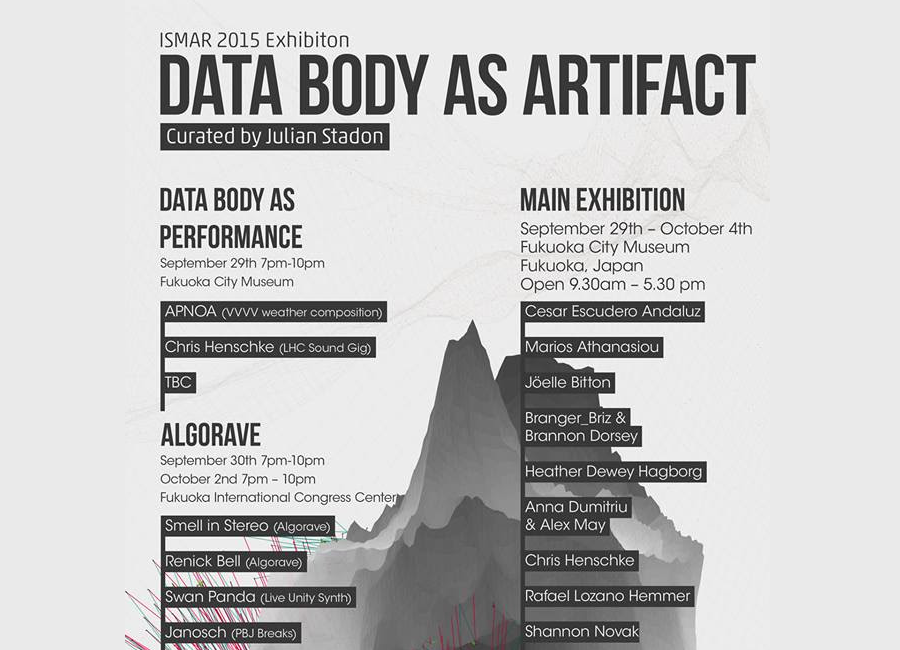 ISMAR 2015 Exhibiton
DATA BODY AS ARTIFACT
Curated by Julian Stadon
DATA BODY AS
PERFORMANCE
September 29th 7pm-10pm
Fukuoka City Museum
APNOA (VVVV weather composition)
Chris Henschke (LHC Sound Gig)
TBC
ALGORAVE
September 30th 7pm-10pm
October 2nd 7pm – 10pm
Fukuoka International Congress Center
Smell in Stereo (Algorave)
Renick Bell (Algorave)
Swan Panda (Live Unity Synth)
Janosch (PBJ Breaks)
MAIN EXHIBITION
September 29th – October 4th
Fukuoka City Museum
Fukuoka, Japan
Open 9.30am – 5.30 pm
Cesar Escudero Andaluz
Marios Athanasiou
Jöelle Bitton
Branger_Briz &
Brannon Dorsey
Heather Dewey Hagborg
Anna Dumitriu
& Alex May
Chris Henschke
Rafael Lozano Hemmer
Shannon Novak